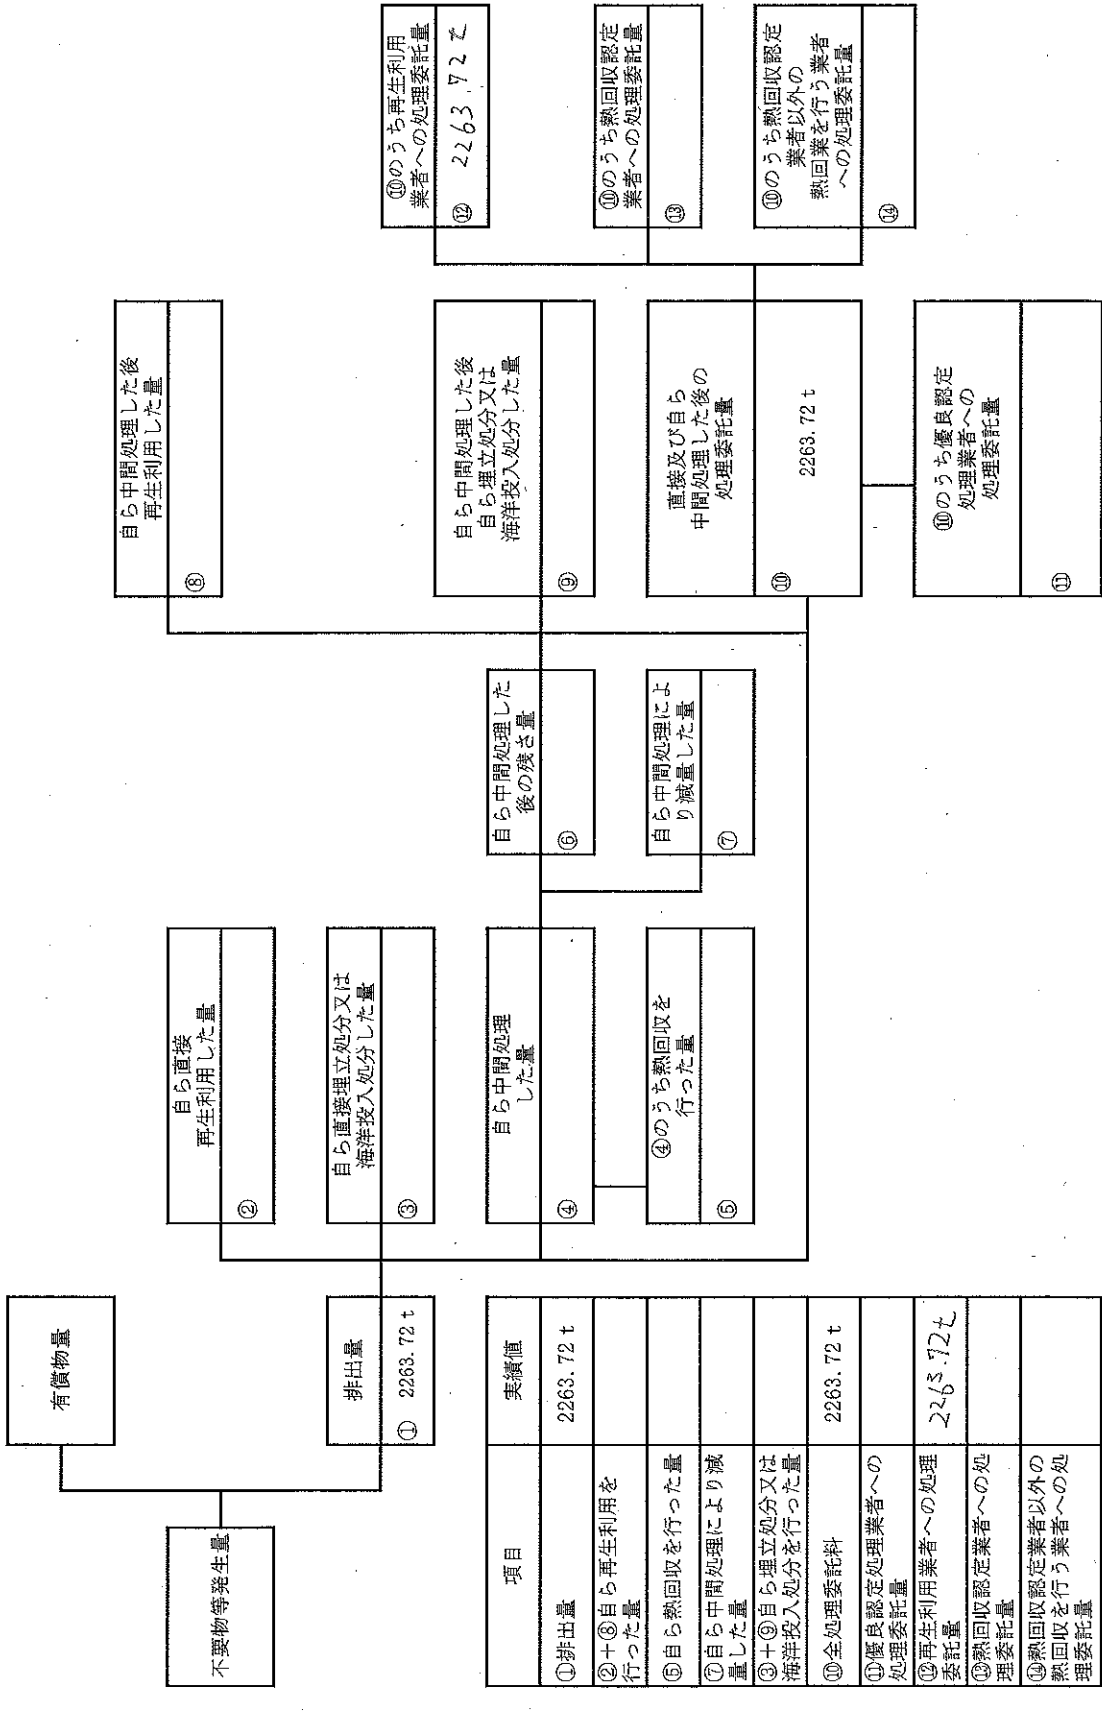 不要物等発生量
有償物量
排出量
① 2263.72 t
自ら直接
再生利用した量
②
自ら直接埋立処分又は
海洋投入処分した量
③
自ら中間処理
した量
④
④のうち熱回収を
行った量
⑤
自ら中間処理した
後の残さ量
⑥
自ら中間処理によ
り減量した量
⑦
自ら中間処理した後
再生利用した量
⑧
自ら中間処理した後
自ら埋立処分又は
海洋投入処分した量
⑨
直接及び自ら
中間処理した後の
処理委託量
⑩ 2263.72 t
⑩のうち優良認定
処理業者への
処理委託量
⑪
⑩のうち再生利用
業者への処理委託量
⑫ 2263.72 t
⑩のうち熱回収認定
業者への処理委託量
⑬
⑩のうち熱回収認定
業者以外の
熱回業を行う業者
への処理委託量
⑭
項目 実績値
①排出量 2263.72 t
②+⑧自ら再生利用を
行った量
⑤自ら熱回収を行った量
⑦自ら中間処理により減
量した量
③+⑨自ら埋立処分又は
海洋投入処分を行った量
⑩全処理委託料 2263.72 t
⑪優良認定処理業者への
処理委託量
⑫再生利用業者への処理
委託量 2263.72t
⑬熱回収認定業者への処
理委託量
⑭熱回収認定業者以外の
熱回収を行う業者への処
理委託量